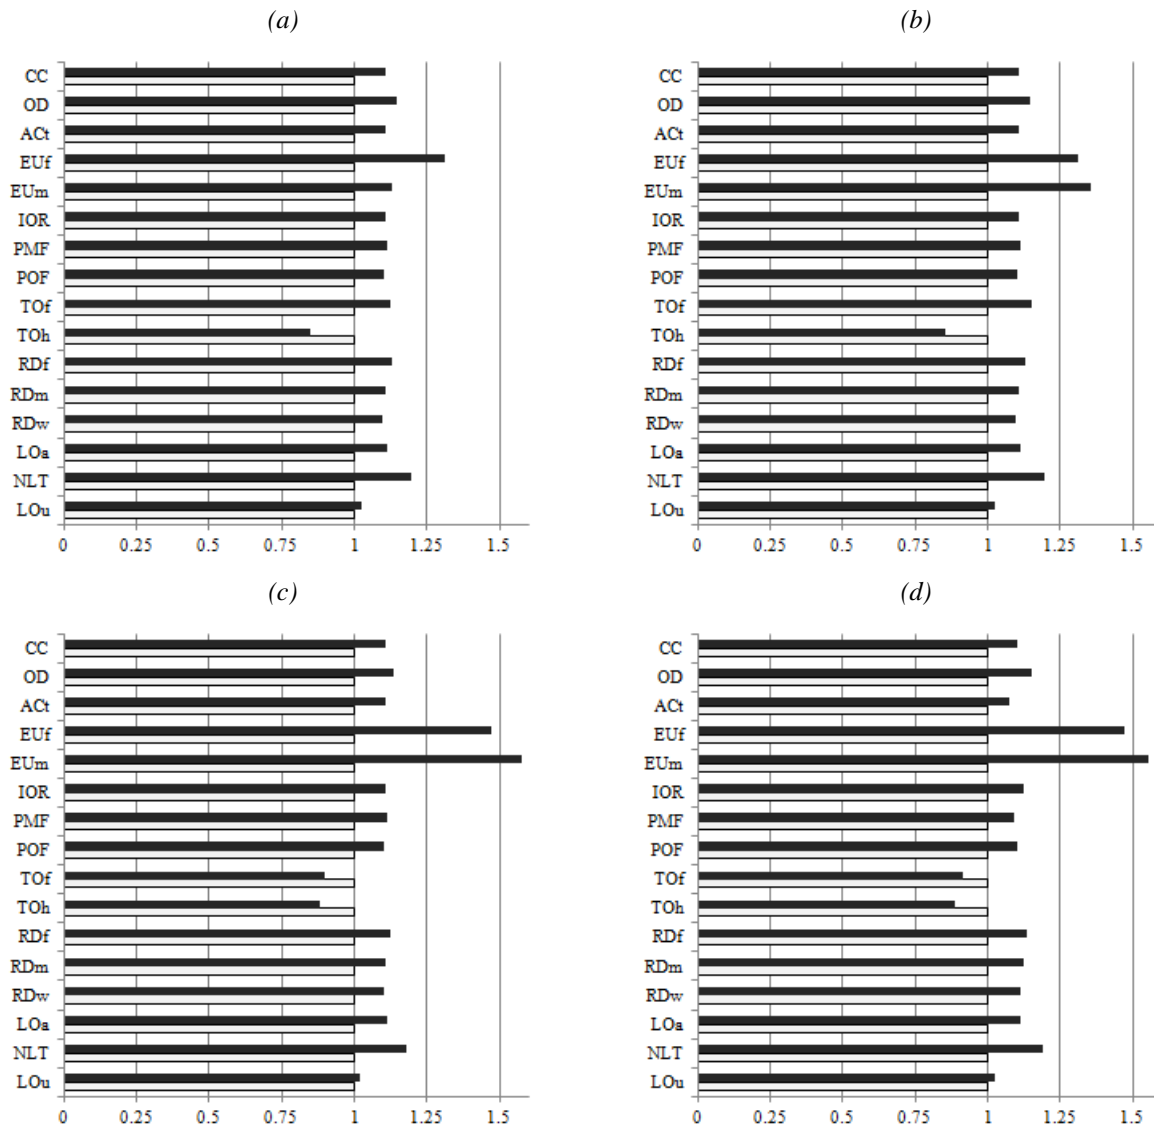 (a)
CC
OD
ACt
EUf
EUm
IOR
PMF
POF
TOf
TOh
RDf
RDm
RDw
LOa
NLT
LOu
0 0.25 0.5 0.75 1 1.25 1.5
(b)
CC
OD
ACt
EUf
EUm
IOR
PMF
POF
TOf
TOh
RDf
RDm
RDw
LOa
NLT
LOu
0 0.25 0.5 0.75 1 1.25 1.5
(c)
CC
OD
ACt
EUf
EUm
IOR
PMF
POF
TOf
TOh
RDf
RDm
RDw
LOa
NLT
LOu
0 0.25 0.5 0.75 1 1.25 1.5
(d)
CC
OD
ACt
EUf
EUm
IOR
PMF
POF
TOf
TOh
RDf
RDm
RDw
LOa
NLT
LOu
0 0.25 0.5 0.75 1 1.25 1.5